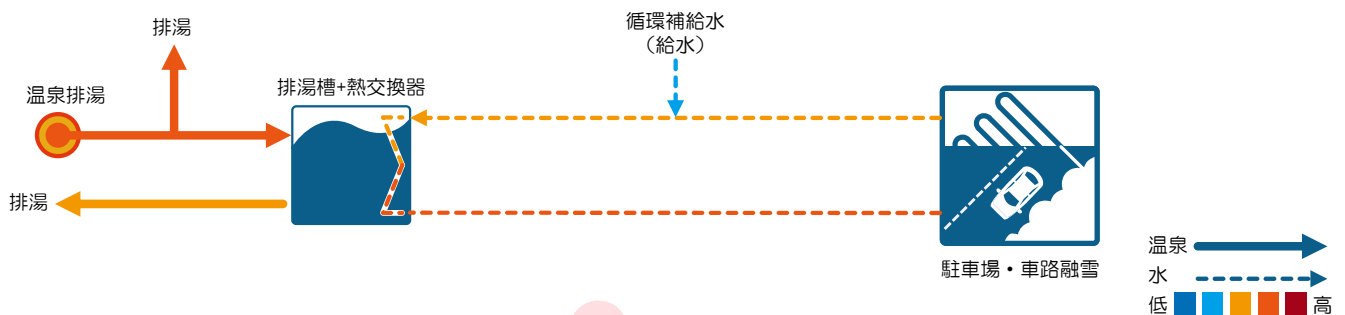 排湯
温泉排湯
排湯槽+熱交換器
循環補給水
（給水）
排湯
駐車場・車路融雪
温泉
水
低
高